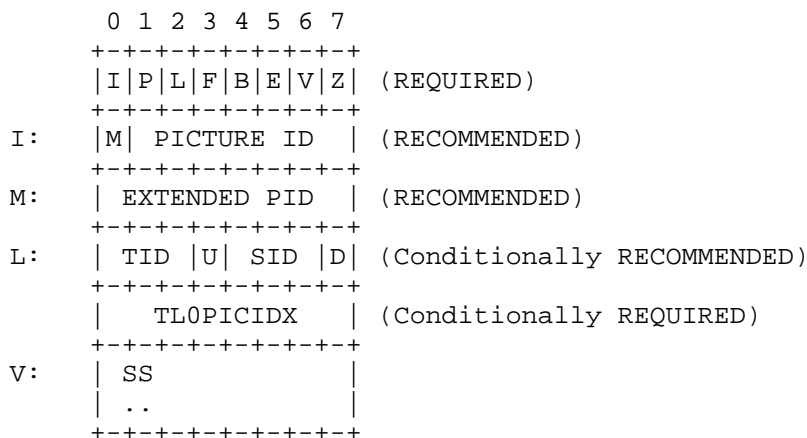 0 1 2 3 4 5 6 7
     +-+-+-+-+-+-+-+-+
     |I|P|L|F|B|E|V|Z| (REQUIRED)
     +-+-+-+-+-+-+-+-+
I:   |M| PICTURE ID  | (RECOMMENDED)
     +-+-+-+-+-+-+-+-+
M:   | EXTENDED PID  | (RECOMMENDED)
     +-+-+-+-+-+-+-+-+
L:   | TID |U| SID |D| (Conditionally RECOMMENDED)
     +-+-+-+-+-+-+-+-+
     |   TL0PICIDX   | (Conditionally REQUIRED)
     +-+-+-+-+-+-+-+-+
V:   | SS            |
     | ..            |
     +-+-+-+-+-+-+-+-+